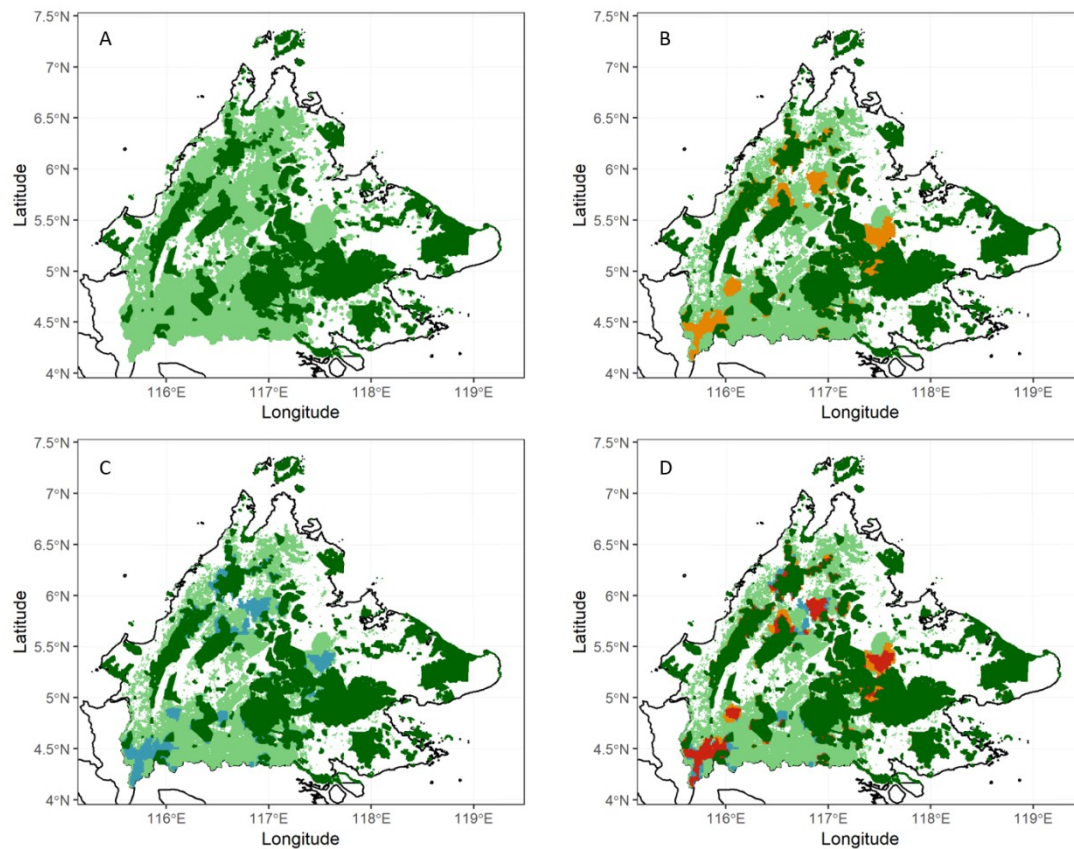 A
7.5°N
7°N
6.5°N
6°N
5.5°N
5°N
4.5°N
4°N
Latitude
116°E
117°E
118°E
119°E
Longitude
B
7.5°N
7°N
6.5°N
6°N
5.5°N
5°N
4.5°N
4°N
Latitude
116°E
117°E
118°E
119°E
Longitude
C
7.5°N
7°N
6.5°N
6°N
5.5°N
5°N
4.5°N
4°N
Latitude
116°E
117°E
118°E
119°E
Longitude
D
7.5°N
7°N
6.5°N
6°N
5.5°N
5°N
4.5°N
4°N
Latitude
116°E
117°E
118°E
119°E
Longitude